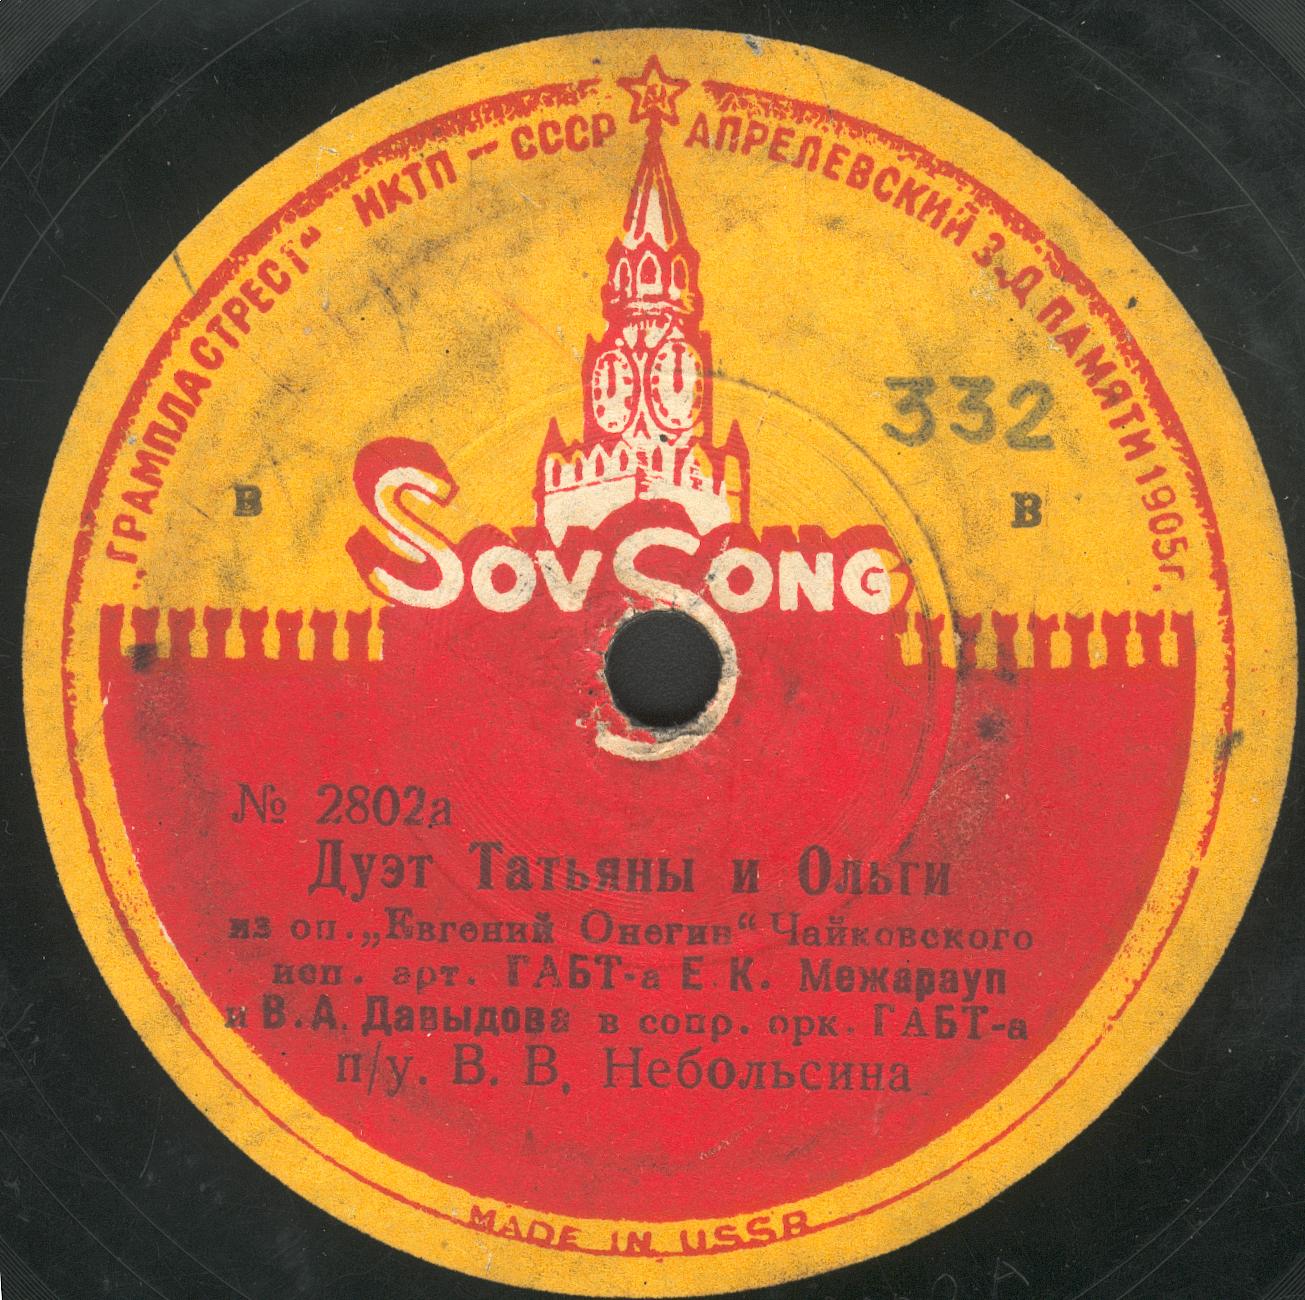 „ГРАМПЛАСТРЕСТ“ НКТП — СССР АПРЕЛЕВСКИЙ З-Д ПАМЯТИ 1905 г.
332
В В
SOVSONG
№ 2802а
Дуэт Татьяны и Ольги
из оп. „Евгений Онегин“ Чайковского
исп. арт. ГАБТ-а Е. К. Межерауп
и В. А. Давыдова в сопр. орк. ГАБТ-а
п/у. В. В. Небольсина
MADE IN USSR